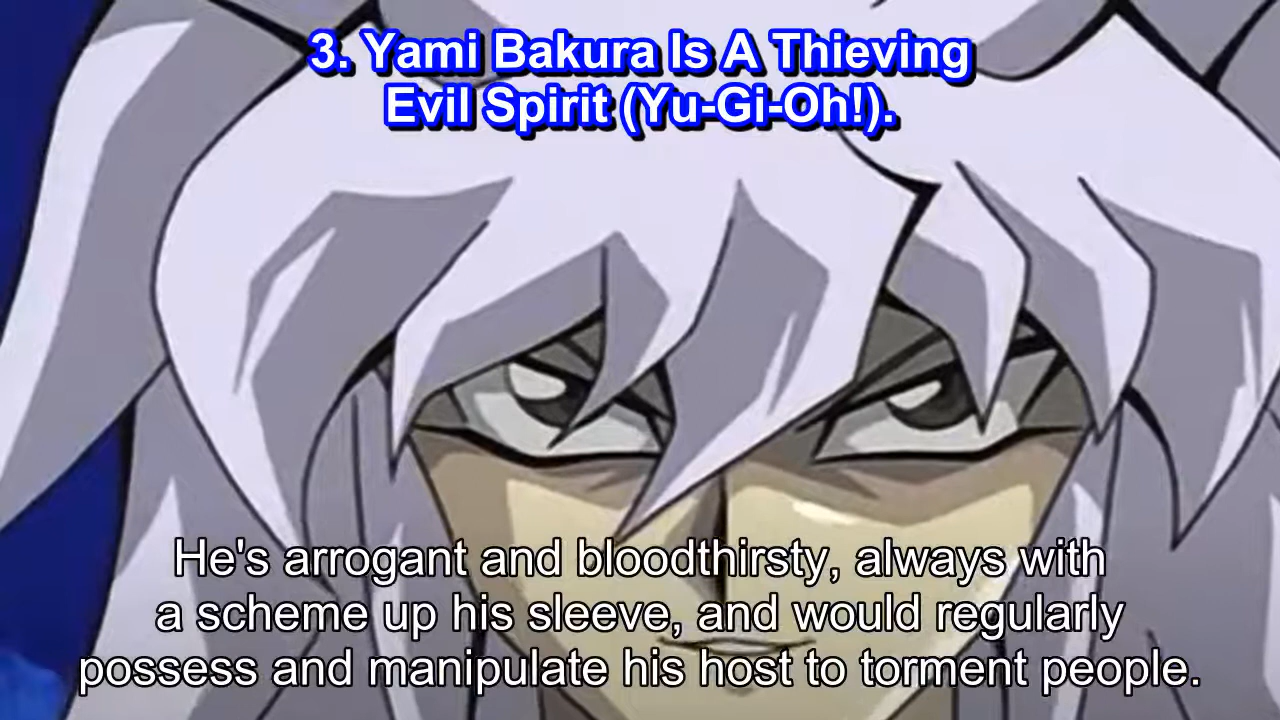 3. Yami Bakura Is A Thieving
Evil Spirit (Yu-Gi-Oh!).
He's arrogant and bloodthirsty, always with
a scheme up his sleeve, and would regularly
possess and manipulate his host to torment people.